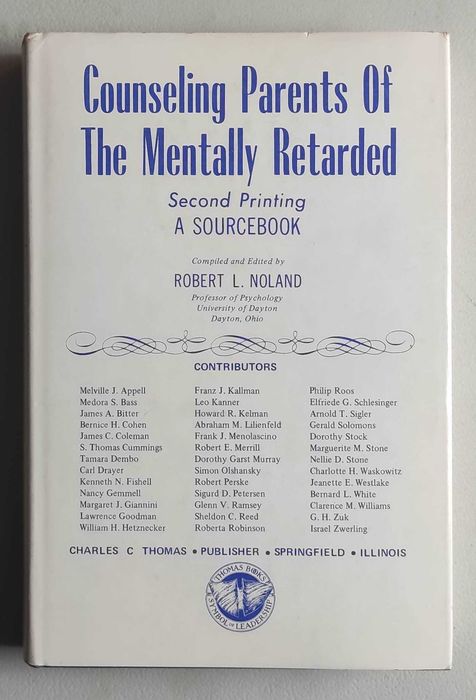 Counseling Parents Of
The Mentally Retarded
Second Printing
A SOURCEBOOK
Compiled and Edited by
ROBERT L. NOLAND
Professor of Psychology
University of Dayton
Dayton, Ohio
CONTRIBUTORS
Melville J. Appell
Medora S. Bass
James A. Bitter
Bernice H. Cohen
James C. Coleman
S. Thomas Cummings
Tamara Dembo
Carl Drayer
Kenneth N. Fishell
Nancy Gemmell
Margaret J. Giannini
Lawrence Goodman
William H. Hetznecker
Franz J. Kallman
Leo Kanner
Howard R. Kelman
Abraham M. Lilienfeld
Frank J. Menolascino
Robert E. Merrill
Dorothy Garst Murray
Simon Olshansky
Robert Perske
Sigurd D. Petersen
Glenn V. Ramsey
Sheldon C. Reed
Roberta Robinson
Philip Roos
Elfriede G. Schlesinger
Arnold T. Sigler
Gerald Solomons
Dorothy Stock
Marguerite M. Stone
Nellie D. Stone
Charlotte H. Waskowitz
Jeanette E. Westlake
Bernard L. White
Clarence M. Williams
G. H. Zuk
Israel Zwerling
CHARLES C THOMAS • PUBLISHER • SPRINGFIELD • ILLINOIS
THOMAS BOOKS
SYMBOL OF LEADERSHIP